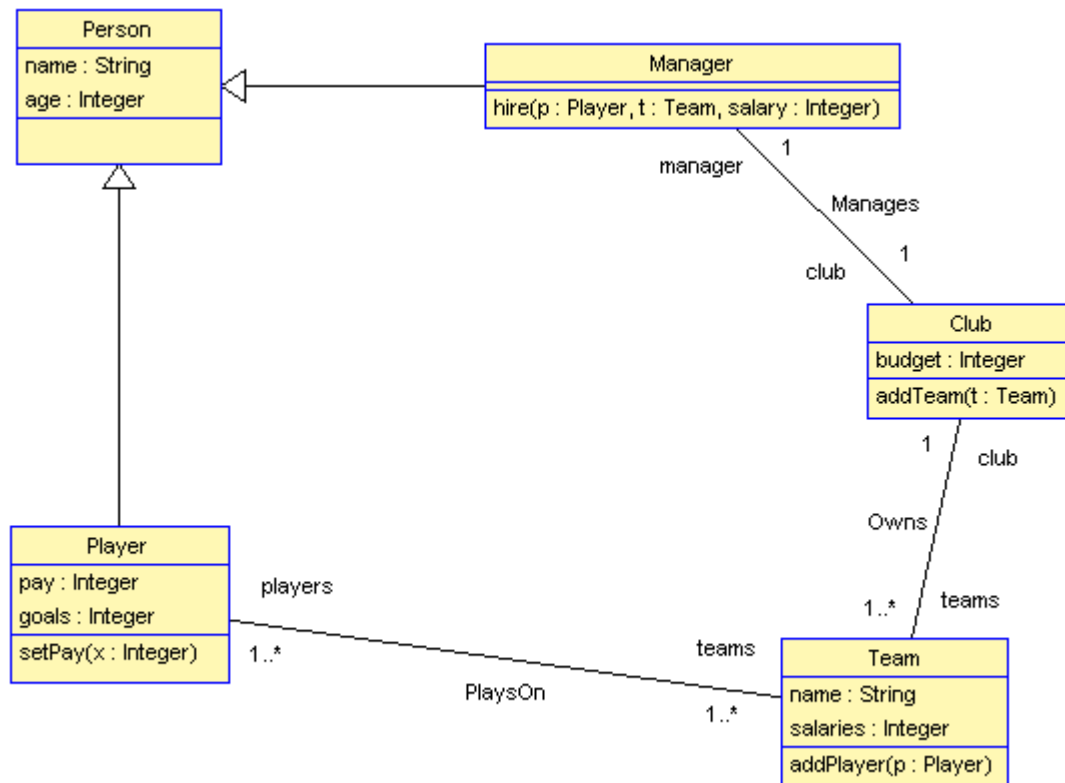 Person
name : String
age : Integer
Manager
hire(p : Player, t : Team, salary : Integer)
1
manager
Manages
1
club
Club
budget : Integer
addTeam(t : Team)
1
club
Owns
1..*
teams
Player
pay : Integer
goals : Integer
setPay(x : Integer)
players
1..*
PlaysOn
teams
1..*
Team
name : String
salaries : Integer
addPlayer(p : Player)